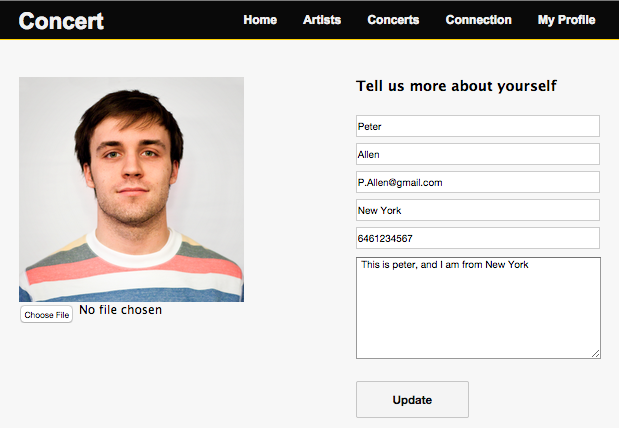 Concert
Home Artists Concerts Connection My Profile
Tell us more about yourself
Peter
Allen
P.Allen@gmail.com
New York
6461234567
This is peter, and I am from New York
Choose File No file chosen
Update